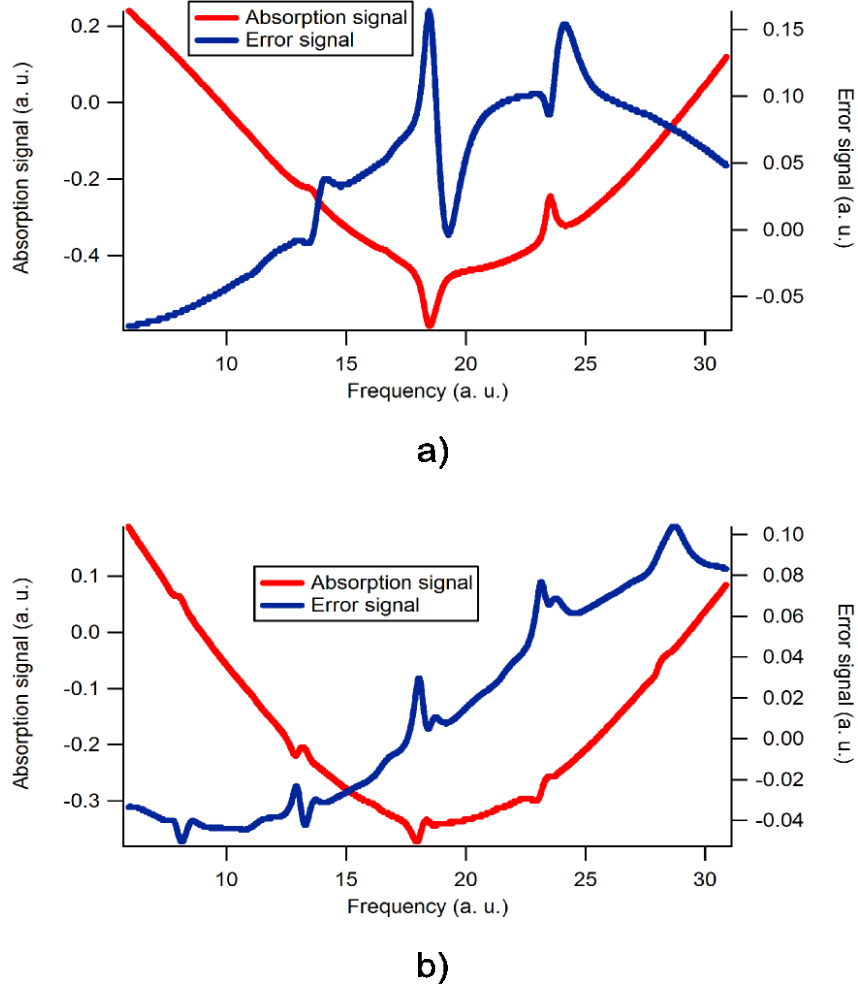 Absorption signal
Error signal
0.2
0.0
-0.2
-0.4
Absorption signal (a. u.)
0.15
0.10
0.05
0.00
-0.05
Error signal (a. u.)
10 15 20 25 30
Frequency (a. u.)
a)
Absorption signal
Error signal
0.1
0.0
-0.1
-0.2
-0.3
Absorption signal (a. u.)
0.10
0.08
0.06
0.04
0.02
0.00
-0.02
-0.04
Error signal (a. u.)
10 15 20 25 30
Frequency (a. u.)
b)